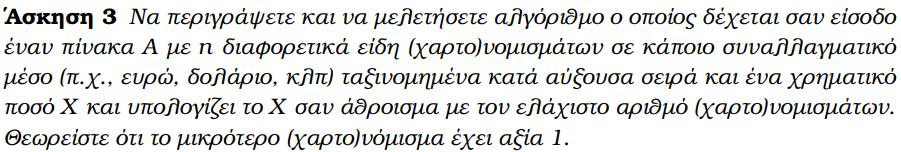 Άσκηση 3 Να περιγράψετε και να μελετήσετε αλγόριθμο ο οποίος δέχεται σαν είσοδο
έναν πίνακα Α με n διαφορετικά είδη (χαρτο)νομισμάτων σε κάποιο συναλλαγματικό
μέσο (π.χ., ευρώ, δολάριο, κλπ) ταξινομημένα κατά αύξουσα σειρά και ένα χρηματικό
ποσό Χ και υπολογίζει το Χ σαν άθροισμα με τον ελάχιστο αριθμό (χαρτο)νομισμάτων.
Θεωρείστε ότι το μικρότερο (χαρτο)νόμισμα έχει αξία 1.